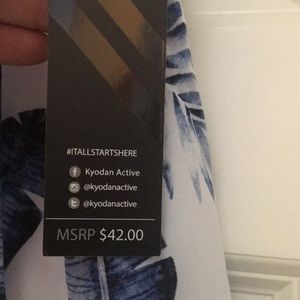 #ITALLSTARTSHERE
Kyodan Active
@kyodanactive
@kyodanactive
MSRP $42.00